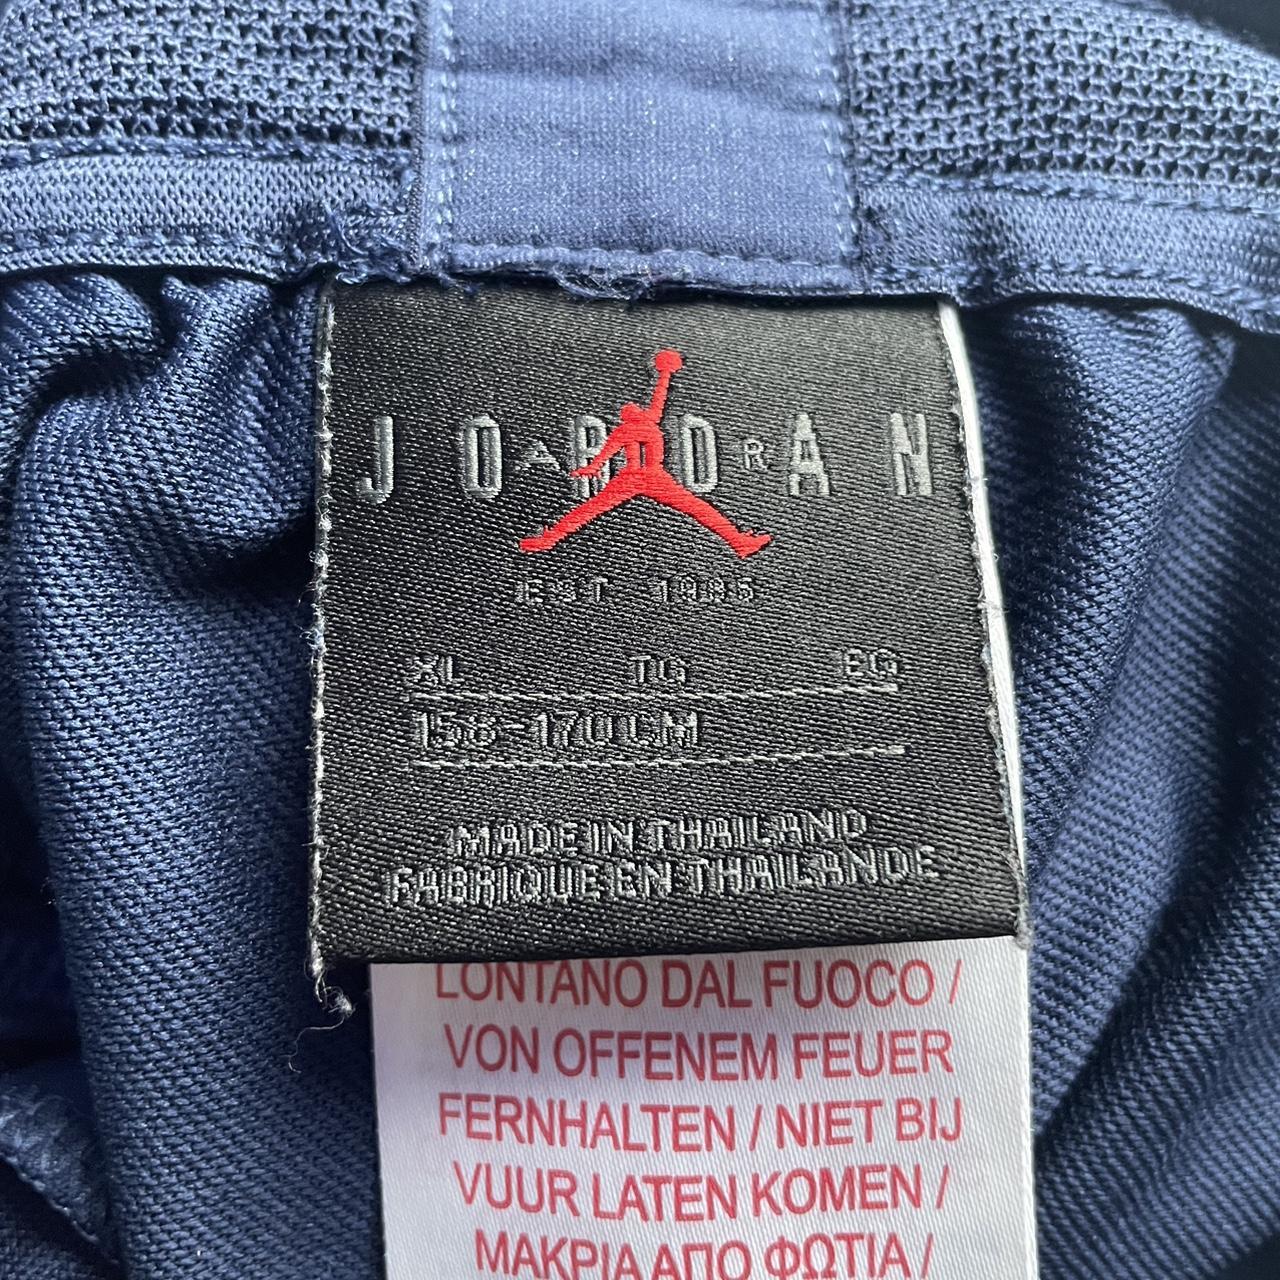 JORDAN
AIR
EST 1985
XL TG EG
158-170CM
MADE IN THAILAND
FABRIQUE EN THAILANDE
LONTANO DAL FUOCO /
VON OFFENEM FEUER
FERNHALTEN / NIET BIJ
VUUR LATEN KOMEN /
ΜΑΚΡΙΑ ΑΠΟ ΦΩΤΙΑ /